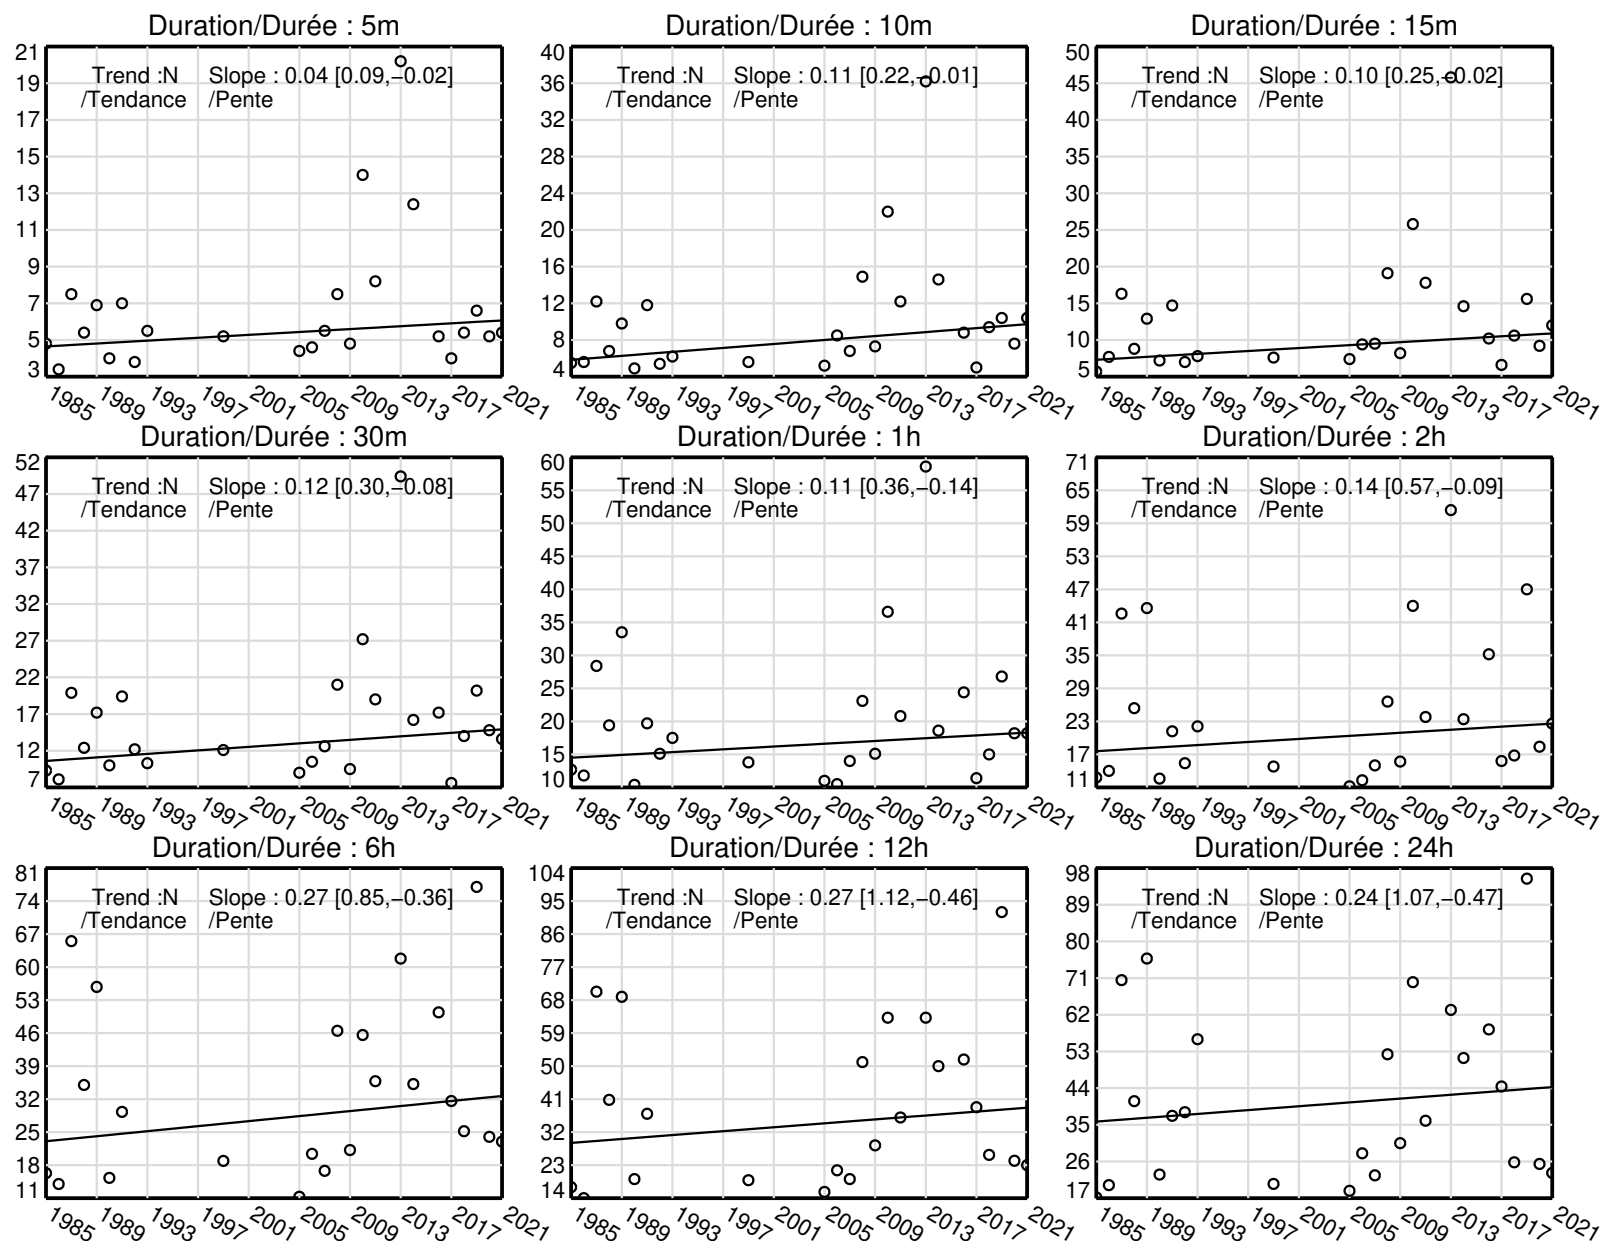 Duration/Durée : 5m
Trend :N Slope : 0.04 [0.09,−0.02]
/Tendance /Pente
21
19
17
15
13
11
9
7
5
3
1985 1989 1993 1997 2001 2005 2009 2013 2017 2021
Duration/Durée : 10m
Trend :N Slope : 0.11 [0.22,−0.01]
/Tendance /Pente
40
36
32
28
24
20
16
12
8
4
1985 1989 1993 1997 2001 2005 2009 2013 2017 2021
Duration/Durée : 15m
Trend :N Slope : 0.10 [0.25,−0.02]
/Tendance /Pente
50
45
40
35
30
25
20
15
10
5
1985 1989 1993 1997 2001 2005 2009 2013 2017 2021
Duration/Durée : 30m
Trend :N Slope : 0.12 [0.30,−0.08]
/Tendance /Pente
52
47
42
37
32
27
22
17
12
7
1985 1989 1993 1997 2001 2005 2009 2013 2017 2021
Duration/Durée : 1h
Trend :N Slope : 0.11 [0.36,−0.14]
/Tendance /Pente
60
55
50
45
40
35
30
25
20
15
10
1985 1989 1993 1997 2001 2005 2009 2013 2017 2021
Duration/Durée : 2h
Trend :N Slope : 0.14 [0.57,−0.09]
/Tendance /Pente
71
65
59
53
47
41
35
29
23
17
11
1985 1989 1993 1997 2001 2005 2009 2013 2017 2021
Duration/Durée : 6h
Trend :N Slope : 0.27 [0.85,−0.36]
/Tendance /Pente
81
74
67
60
53
46
39
32
25
18
11
1985 1989 1993 1997 2001 2005 2009 2013 2017 2021
Duration/Durée : 12h
Trend :N Slope : 0.27 [1.12,−0.46]
/Tendance /Pente
104
95
86
77
68
59
50
41
32
23
14
1985 1989 1993 1997 2001 2005 2009 2013 2017 2021
Duration/Durée : 24h
Trend :N Slope : 0.24 [1.07,−0.47]
/Tendance /Pente
98
89
80
71
62
53
44
35
26
17
1985 1989 1993 1997 2001 2005 2009 2013 2017 2021